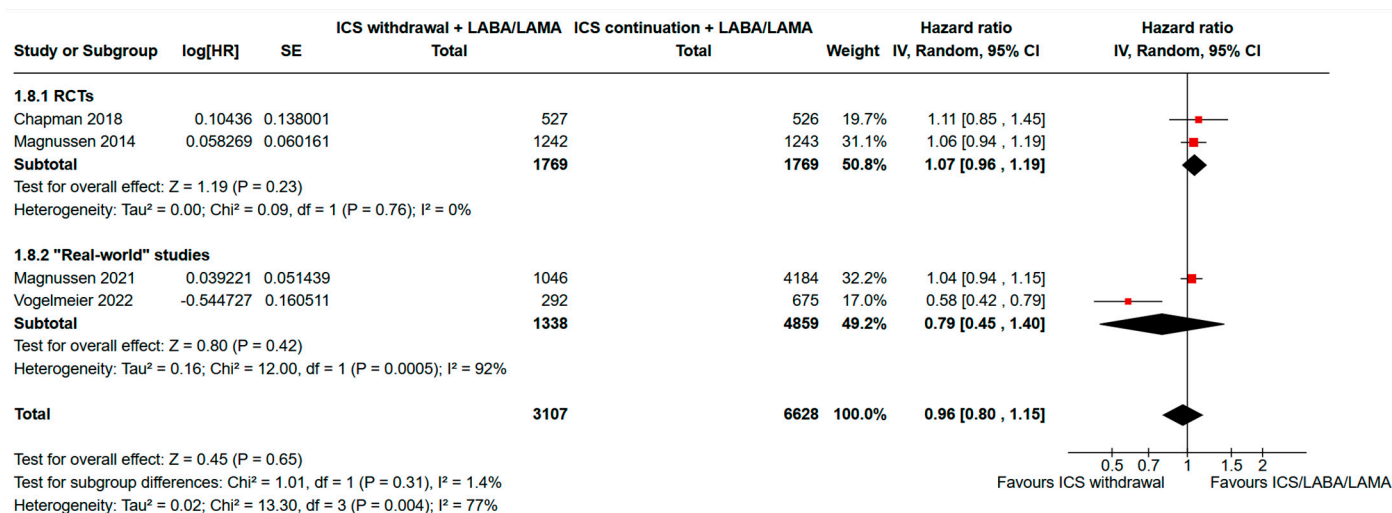 ICS withdrawal + LABA/LAMA ICS continuation + LABA/LAMA Hazard ratio Hazard ratio
Study or Subgroup log[HR] SE Total Total Weight IV, Random, 95% CI IV, Random, 95% CI
1.8.1 RCTs
Chapman 2018 0.10436 0.138001 527 526 19.7% 1.11 [0.85 , 1.45]
Magnussen 2014 0.058269 0.060161 1242 1243 31.1% 1.06 [0.94 , 1.19]
Subtotal 1769 1769 50.8% 1.07 [0.96 , 1.19]
Test for overall effect: Z = 1.19 (P = 0.23)
Heterogeneity: Tau² = 0.00; Chi² = 0.09, df = 1 (P = 0.76); I² = 0%
1.8.2 "Real-world" studies
Magnussen 2021 0.039221 0.051439 1046 4184 32.2% 1.04 [0.94 , 1.15]
Vogelmeier 2022 -0.544727 0.160511 292 675 17.0% 0.58 [0.42 , 0.79]
Subtotal 1338 4859 49.2% 0.79 [0.45 , 1.40]
Test for overall effect: Z = 0.80 (P = 0.42)
Heterogeneity: Tau² = 0.16; Chi² = 12.00, df = 1 (P = 0.0005); I² = 92%
Total 3107 6628 100.0% 0.96 [0.80 , 1.15]
Test for overall effect: Z = 0.45 (P = 0.65)
Test for subgroup differences: Chi² = 1.01, df = 1 (P = 0.31), I² = 1.4%
Heterogeneity: Tau² = 0.02; Chi² = 13.30, df = 3 (P = 0.004); I² = 77%
0.5 0.7 1 1.5 2
Favours ICS withdrawal Favours ICS/LABA/LAMA